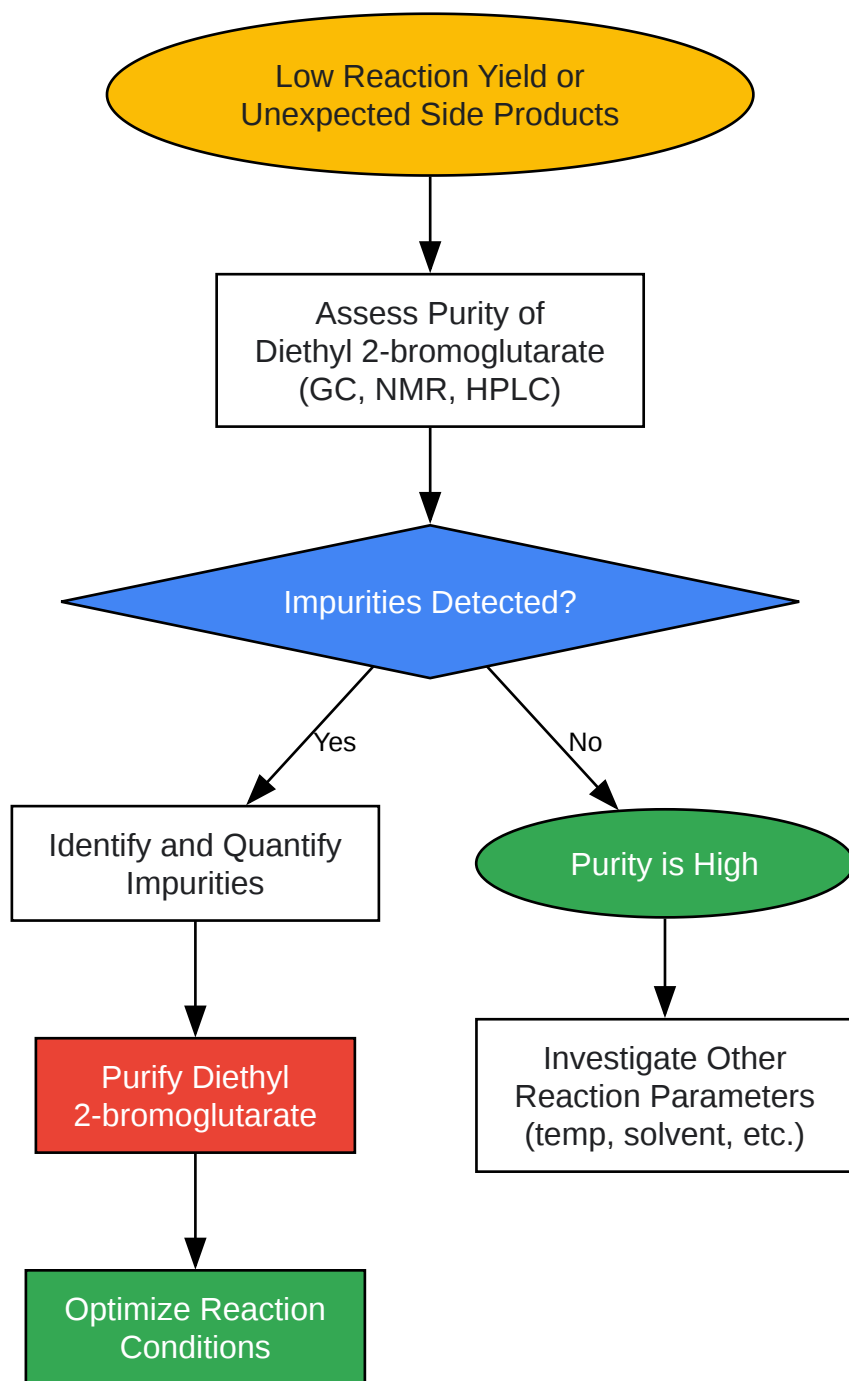 Low Reaction Yield or
Unexpected Side Products
Assess Purity of
Diethyl 2-bromoglutarate
(GC, NMR, HPLC)
Impurities Detected?
Yes
No
Identify and Quantify
Impurities
Purity is High
Purify Diethyl
2-bromoglutarate
Investigate Other
Reaction Parameters
(temp, solvent, etc.)
Optimize Reaction
Conditions